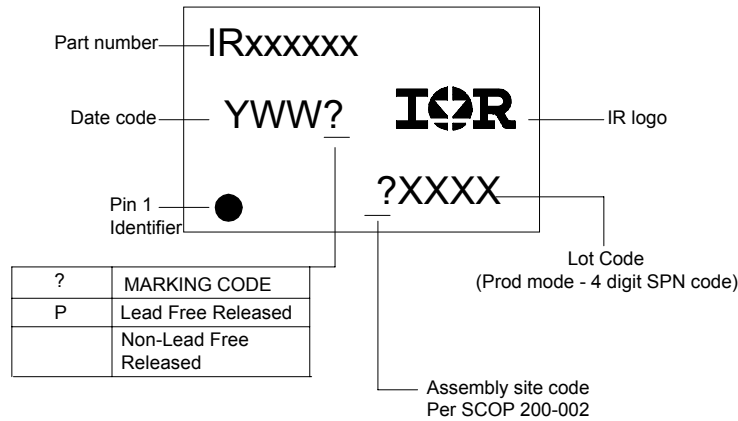 Part number
IRxxxxxx
Date code
YWW?
IOR
IR logo
?XXXX
Pin 1
Identifier
Lot Code
(Prod mode - 4 digit SPN code)
? MARKING CODE
P Lead Free Released
Non-Lead Free
Released
Assembly site code
Per SCOP 200-002